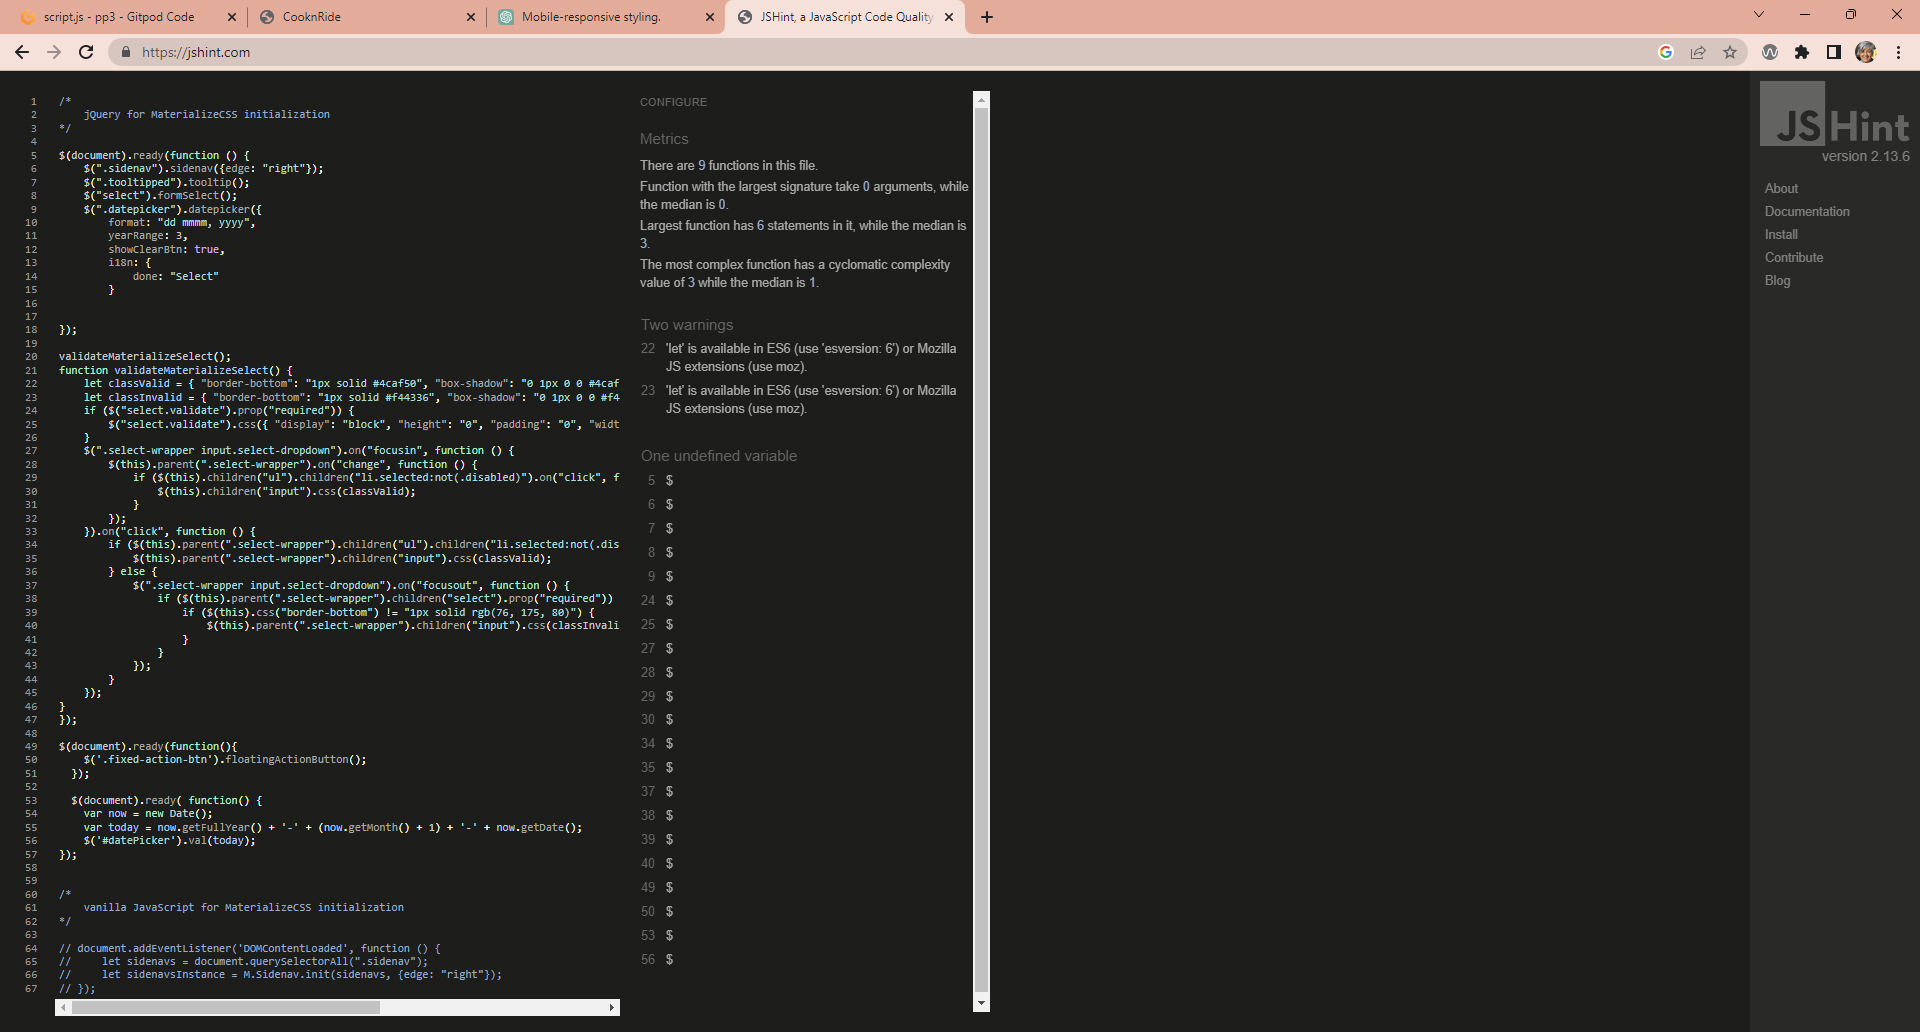 script.js - pp3 - Gitpod Code
CooknRide
Mobile-responsive styling.
JSHint, a JavaScript Code Quality
https://jshint.com
1 /*
2 jQuery for MaterializeCSS initialization
3 */
4
5 $(document).ready(function () {
6 $(".sidenav").sidenav({edge: "right"});
7 $(".tooltipped").tooltip();
8 $("select").formSelect();
9 $(".datepicker").datepicker({
10 format: "dd mmmm, yyyy",
11 yearRange: 3,
12 showClearBtn: true,
13 i18n: {
14 done: "Select"
15 }
16
17
18 });
19
20 validateMaterializeSelect();
21 function validateMaterializeSelect() {
22 let classValid = { "border-bottom": "1px solid #4caf50", "box-shadow": "0 1px 0 0 #4caf
23 let classInvalid = { "border-bottom": "1px solid #f44336", "box-shadow": "0 1px 0 0 #f4
24 if ($("select.validate").prop("required")) {
25 $("select.validate").css({ "display": "block", "height": "0", "padding": "0", "widt
26 }
27 $(".select-wrapper input.select-dropdown").on("focusin", function () {
28 $(this).parent(".select-wrapper").on("change", function () {
29 if ($(this).children("ul").children("li.selected:not(.disabled)").on("click", f
30 $(this).children("input").css(classValid);
31 }
32 });
33 }).on("click", function () {
34 if ($(this).parent(".select-wrapper").children("ul").children("li.selected:not(.dis
35 $(this).parent(".select-wrapper").children("input").css(classValid);
36 } else {
37 $(".select-wrapper input.select-dropdown").on("focusout", function () {
38 if ($(this).parent(".select-wrapper").children("select").prop("required"))
39 if ($(this).css("border-bottom") != "1px solid rgb(76, 175, 80)") {
40 $(this).parent(".select-wrapper").children("input").css(classInvali
41 }
42 }
43 });
44 }
45 });
46 }
47 });
48
49 $(document).ready(function(){
50 $('.fixed-action-btn').floatingActionButton();
51 });
52
53 $(document).ready( function() {
54 var now = new Date();
55 var today = now.getFullYear() + '-' + (now.getMonth() + 1) + '-' + now.getDate();
56 $('#datePicker').val(today);
57 });
58
59
60 /*
61 vanilla JavaScript for MaterializeCSS initialization
62 */
63
64 // document.addEventListener('DOMContentLoaded', function () {
65 // let sidenavs = document.querySelectorAll(".sidenav");
66 // let sidenavsInstance = M.Sidenav.init(sidenavs, {edge: "right"});
67 // });
CONFIGURE
Metrics
There are 9 functions in this file.
Function with the largest signature take 0 arguments, while
the median is 0.
Largest function has 6 statements in it, while the median is
3.
The most complex function has a cyclomatic complexity
value of 3 while the median is 1.
Two warnings
22 'let' is available in ES6 (use 'esversion: 6') or Mozilla
JS extensions (use moz).
23 'let' is available in ES6 (use 'esversion: 6') or Mozilla
JS extensions (use moz).
One undefined variable
5 $
6 $
7 $
8 $
9 $
24 $
25 $
27 $
28 $
29 $
30 $
34 $
35 $
37 $
38 $
39 $
40 $
49 $
50 $
53 $
56 $
JSHint
version 2.13.6
About
Documentation
Install
Contribute
Blog